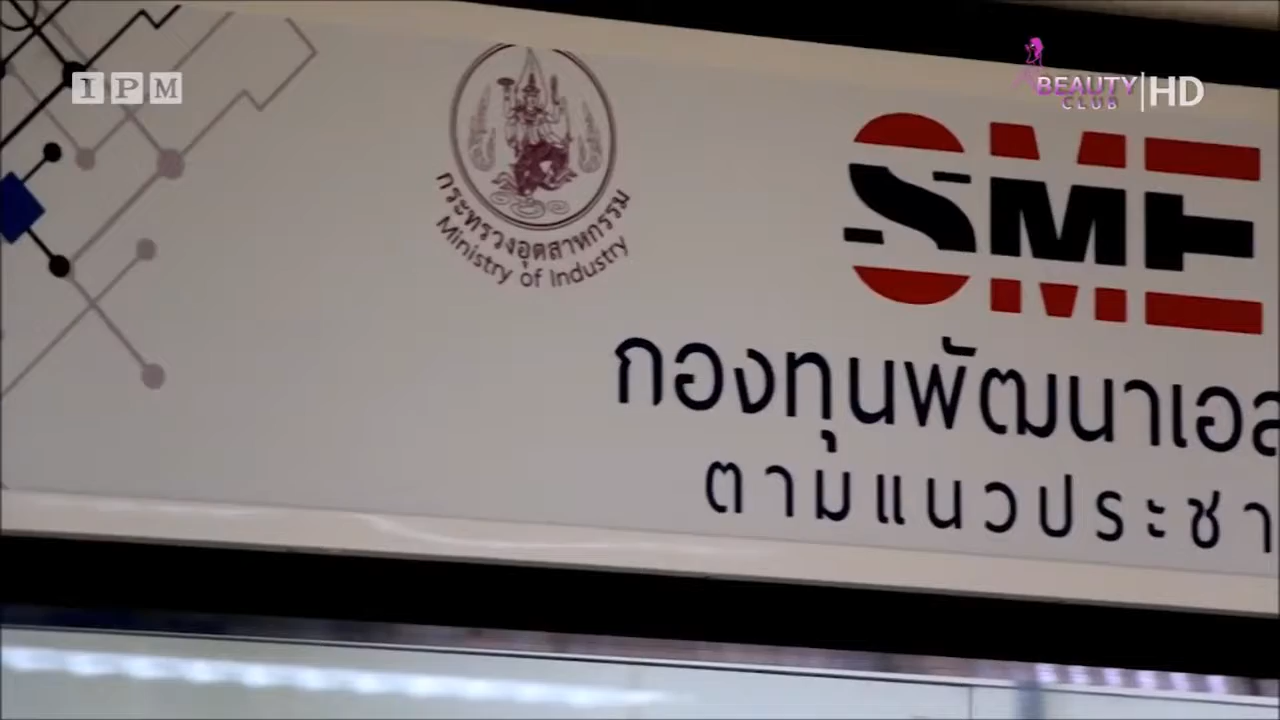 IPM
BEAUTY
CLUB
HD
กระทรวงอุตสาหกรรม
Ministry of Industry
SME
กองทุนพัฒนาเอส
ตามแนวประชา